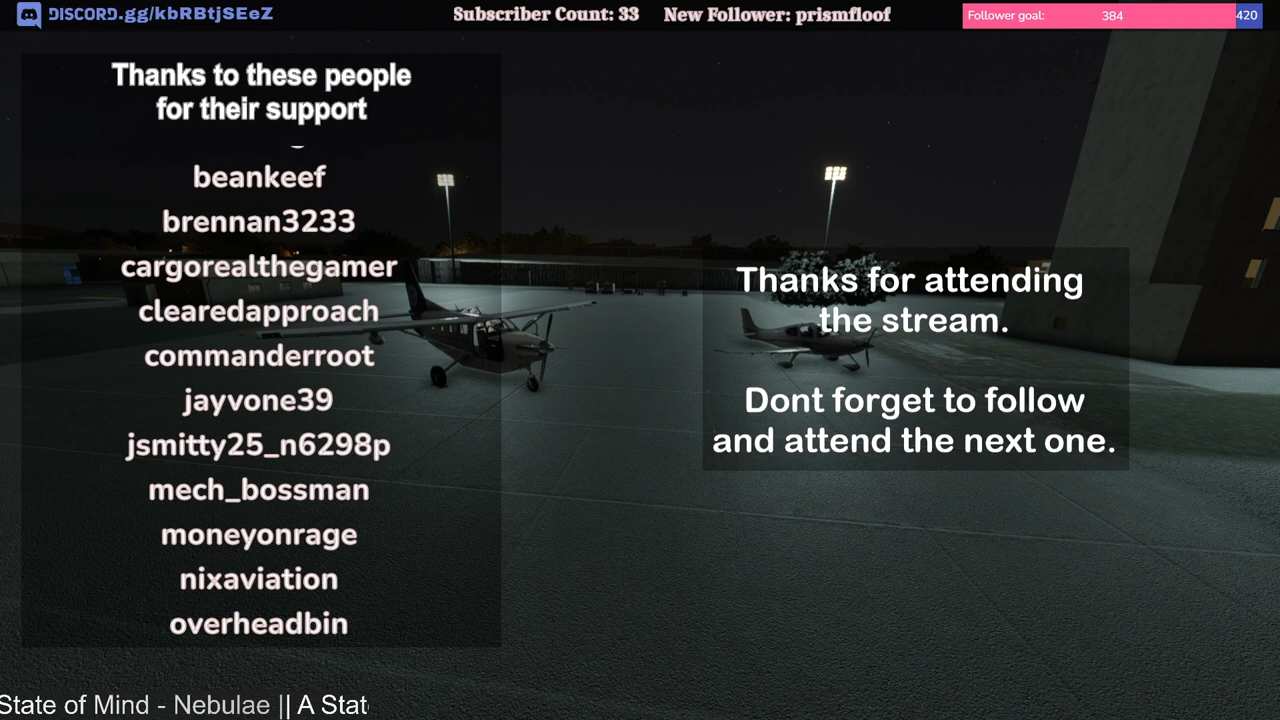 DISCORD.gg/kbRBtjSEeZ
Subscriber Count: 33
New Follower: prismfloof
Follower goal: 384 420
Thanks to these people
for their support
beankeef
brennan3233
cargorealthegamer
clearedapproach
commanderroot
jayvone39
jsmitty25_n6298p
mech_bossman
moneyonrage
nixaviation
overheadbin
Thanks for attending
the stream.
Dont forget to follow
and attend the next one.
State of Mind - Nebulae || A Stat